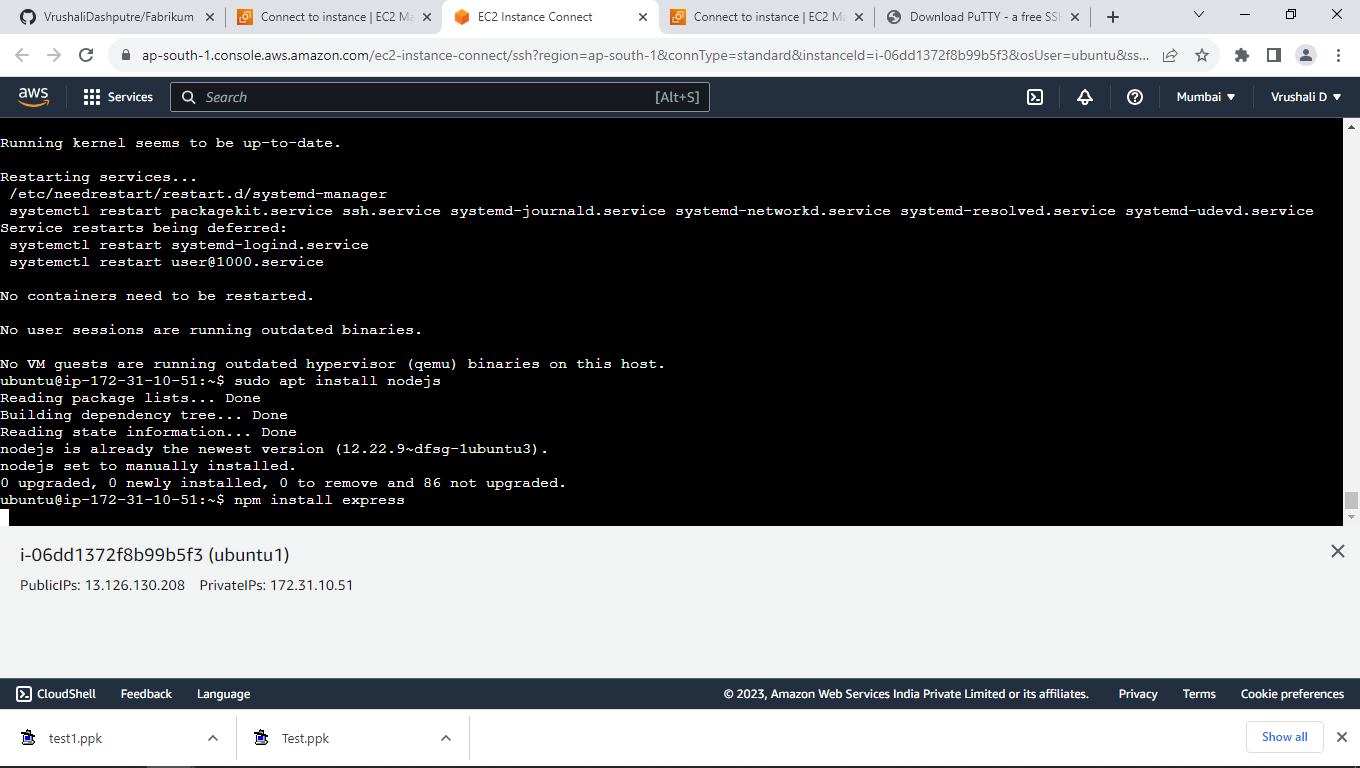 VrushaliDashputre/Fabrikum
Connect to instance | EC2 Ma
EC2 Instance Connect
Connect to instance | EC2 Ma
Download PuTTY - a free SSH
ap-south-1.console.aws.amazon.com/ec2-instance-connect/ssh?region=ap-south-1&connType=standard&instanceId=i-06dd1372f8b99b5f3&osUser=ubuntu&ss...
aws
Services
Search
[Alt+S]
Mumbai
Vrushali D
Running kernel seems to be up-to-date.
Restarting services...
/etc/needrestart/restart.d/systemd-manager
systemctl restart packagekit.service ssh.service systemd-journald.service systemd-networkd.service systemd-resolved.service systemd-udevd.service
Service restarts being deferred:
systemctl restart systemd-logind.service
systemctl restart user@1000.service
No containers need to be restarted.
No user sessions are running outdated binaries.
No VM guests are running outdated hypervisor (qemu) binaries on this host.
ubuntu@ip-172-31-10-51:~$ sudo apt install nodejs
Reading package lists... Done
Building dependency tree... Done
Reading state information... Done
nodejs is already the newest version (12.22.9~dfsg-1ubuntu3).
nodejs set to manually installed.
0 upgraded, 0 newly installed, 0 to remove and 86 not upgraded.
ubuntu@ip-172-31-10-51:~$ npm install express
i-06dd1372f8b99b5f3 (ubuntu1)
PublicIPs: 13.126.130.208 PrivateIPs: 172.31.10.51
CloudShell
Feedback
Language
© 2023, Amazon Web Services India Private Limited or its affiliates.
Privacy
Terms
Cookie preferences
test1.ppk
Test.ppk
Show all